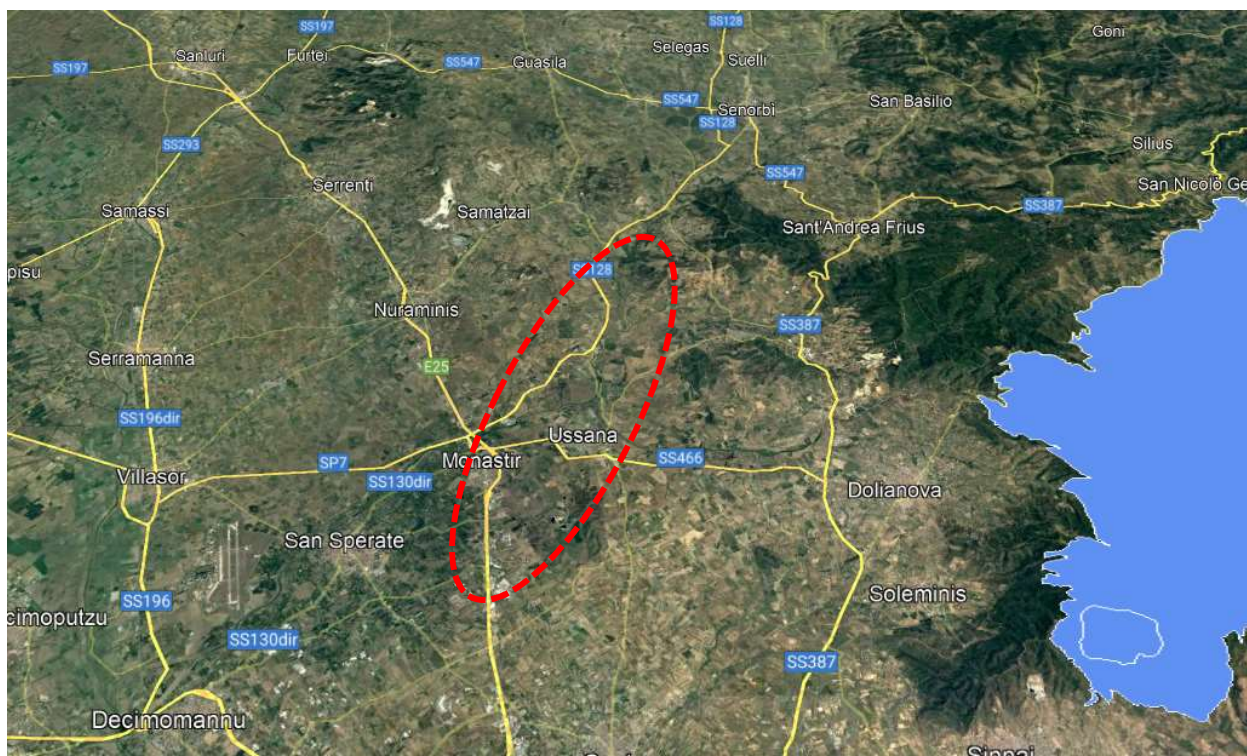 SS197
SS128
Goni
Selegas
Sanluri
Furtei
SS547
Guasila
Suelli
SS197
SS547
Senorbì
San Basilio
SS128
SS293
Silius
SS547
Serrenti
San Nicolò Ge
Samassi
Samatzai
SS387
Sant'Andrea Frius
pisu
128
Nuraminis
SS387
Serramanna
E25
SS196dir
Ussana
Monastir
SP7
SS466
Villasor
SS130dir
Dolianova
San Sperate
Soleminis
SS196
cimoputzu
SS130dir
SS387
Decimomannu